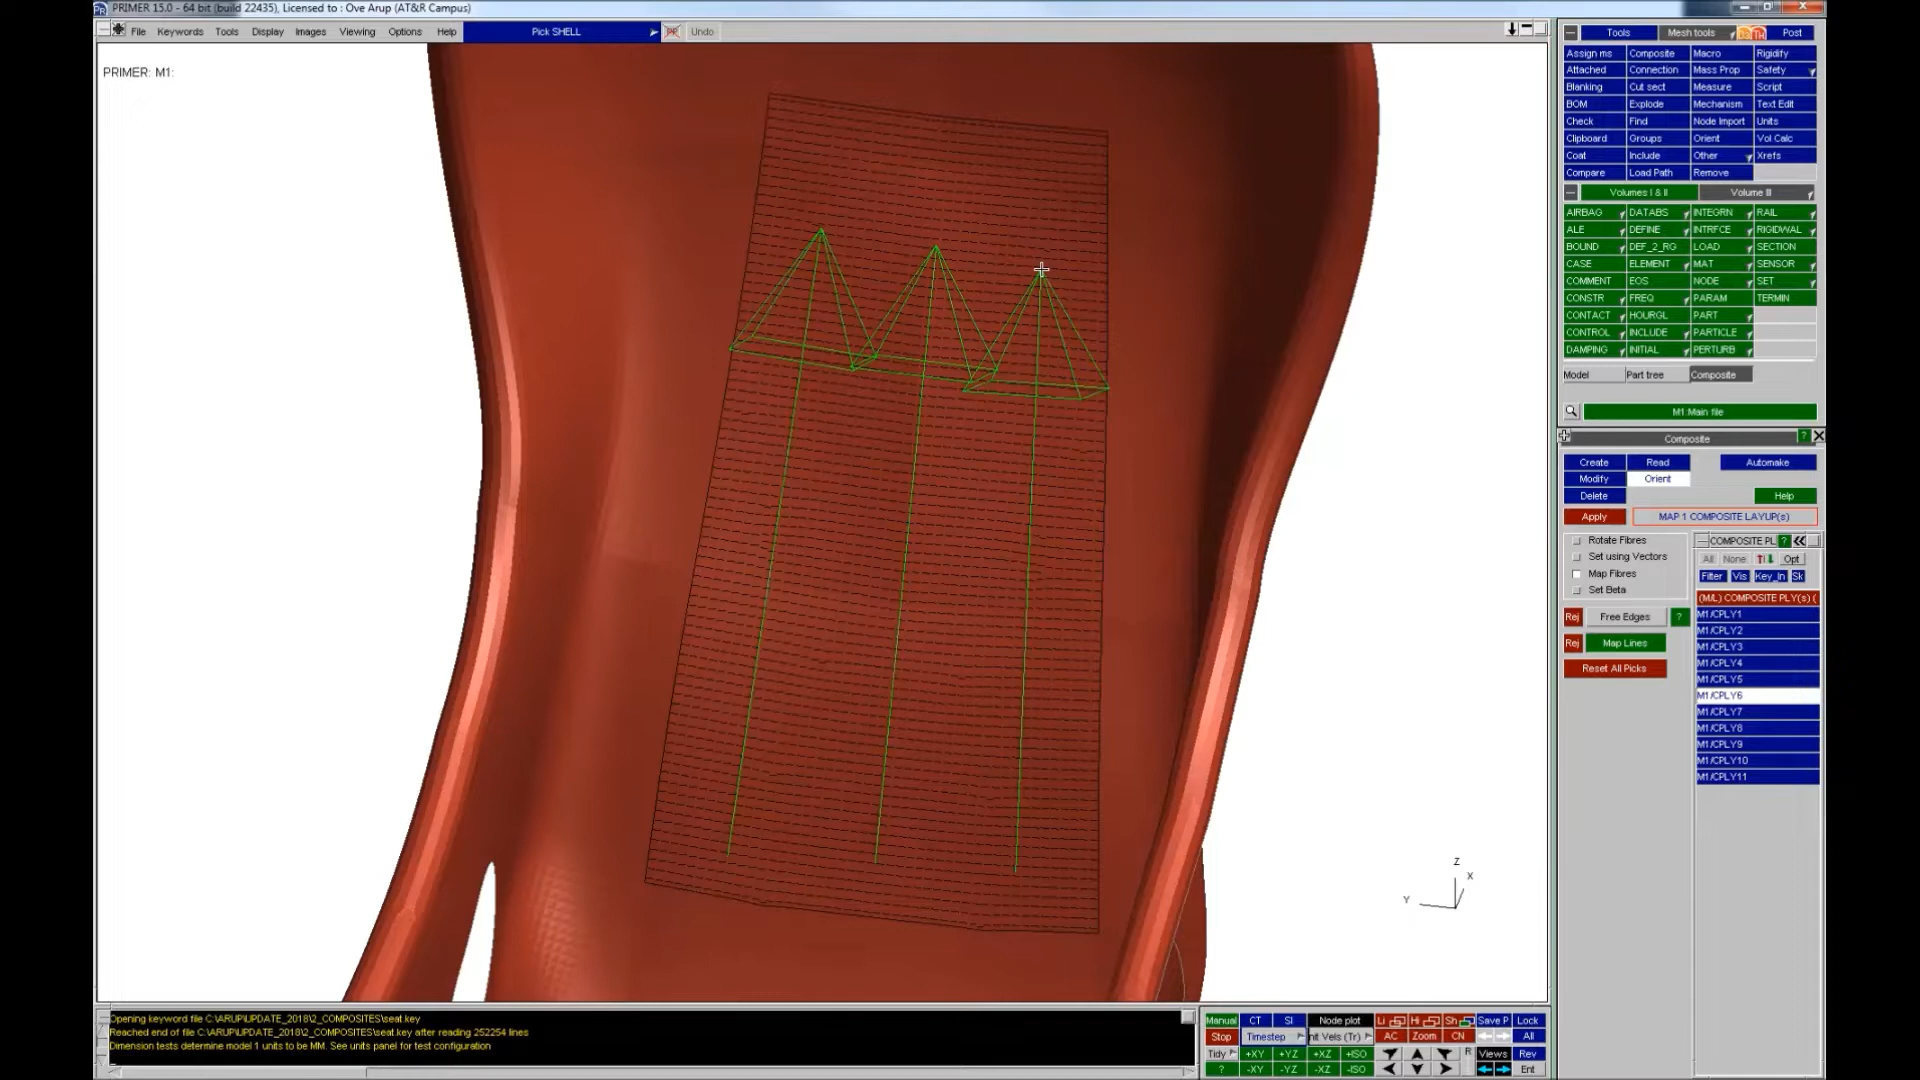 PRIMER 15.0 - 64 bit (build 22435), Licensed to : Ove Arup (AT&R Campus)
File Keywords Tools Display Images Viewing Options Help Pick SHELL Undo
PRIMER: M1:
Z
X
Y
Tools Mesh tools Post
Assign ms Composite Macro Rigidify
Attached Connection Mass Prop Safety
Blanking Cut sect Measure Script
BOM Explode Mechanism Text Edit
Check Find Node Import Units
Clipboard Groups Orient Vol Calc
Coat Include Other Xrefs
Compare Load Path Remove
Volumes I & II Volume III
AIRBAG DATABS INTEGRN RAIL
ALE DEFINE INTRFCE RIGIDWAL
BOUND DEF_2_RG LOAD SECTION
CASE ELEMENT MAT SENSOR
COMMENT EOS NODE SET
CONSTR FREQ PARAM TERMIN
CONTACT HOURGL PART
CONTROL INCLUDE PARTICLE
DAMPING INITIAL PERTURB
Model Part tree Composite
M1:Main file
Composite ?
Create Read Automake
Modify Orient
Delete Help
Apply MAP 1 COMPOSITE LAYUP(s)
Rotate Fibres
Set using Vectors
Map Fibres
Set Beta
Rej Free Edges ?
Rej Map Lines
Reset All Picks
COMPOSITE PL ?
All None Opt
Filter Vis Key_In Sk
(M/L) COMPOSITE PLY(s) (
M1/CPLY1
M1/CPLY2
M1/CPLY3
M1/CPLY4
M1/CPLY5
M1/CPLY6
M1/CPLY7
M1/CPLY8
M1/CPLY9
M1/CPLY10
M1/CPLY11
Opening keyword file C:\ARUP\UPDATE_2018\2_COMPOSITES\seat.key
Reached end of file C:\ARUP\UPDATE_2018\2_COMPOSITES\seat.key after reading 252254 lines
Dimension tests determine model 1 units to be MM. See units panel for test configuration
Manual CT SI Node plot Li Hi Sh Save P Lock
Stop Timestep nit Vels (Tr) AC Zoom CN All
Tidy +XY +YZ +XZ +ISO R Views Rev
? -XY -YZ -XZ -ISO Ent